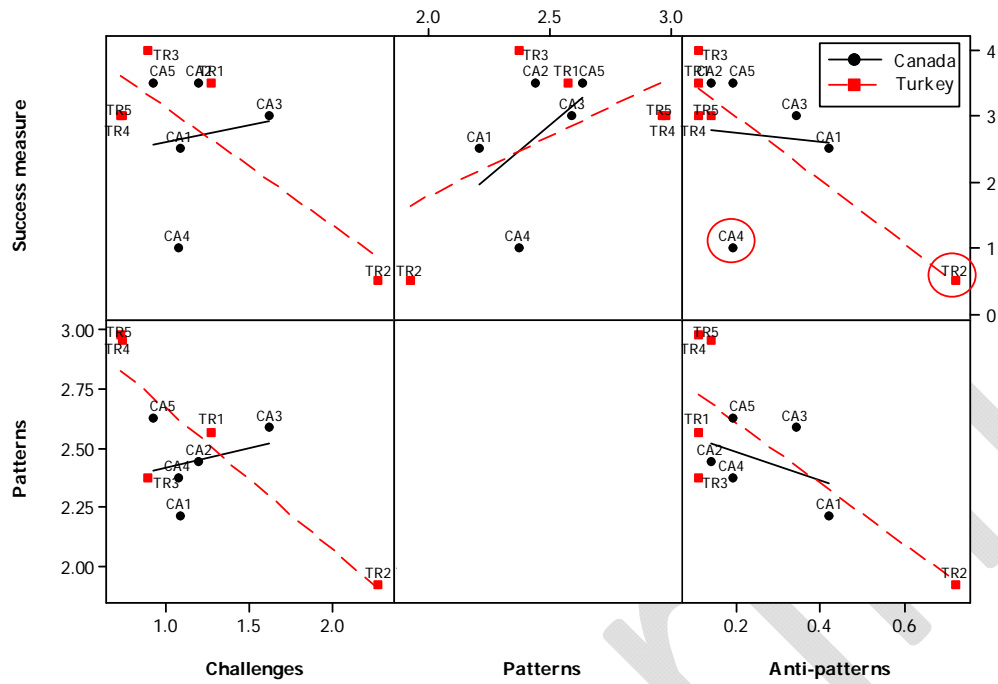 2.0 2.5 3.0
Success measure
TR3
CA5 CA2 TR1
CA3
TR5
TR4
CA1
CA4
TR2
TR3
CA2 TR1 CA5
CA3
TR5
TR4
CA1
CA4
TR2
TR3
TR1 CA2 CA5
CA3
TR5
TR4
CA1
CA4
TR2
Canada
Turkey
4
3
2
1
0
Patterns
3.00
2.75
2.50
2.25
2.00
TR5
TR4
CA5 TR1 CA3
CA2
CA4
TR3
CA1
TR2
TR5
TR4
TR1 CA5 CA3
CA2
CA4
TR3
CA1
TR2
1.0 1.5 2.0
0.2 0.4 0.6
Challenges Patterns Anti-patterns